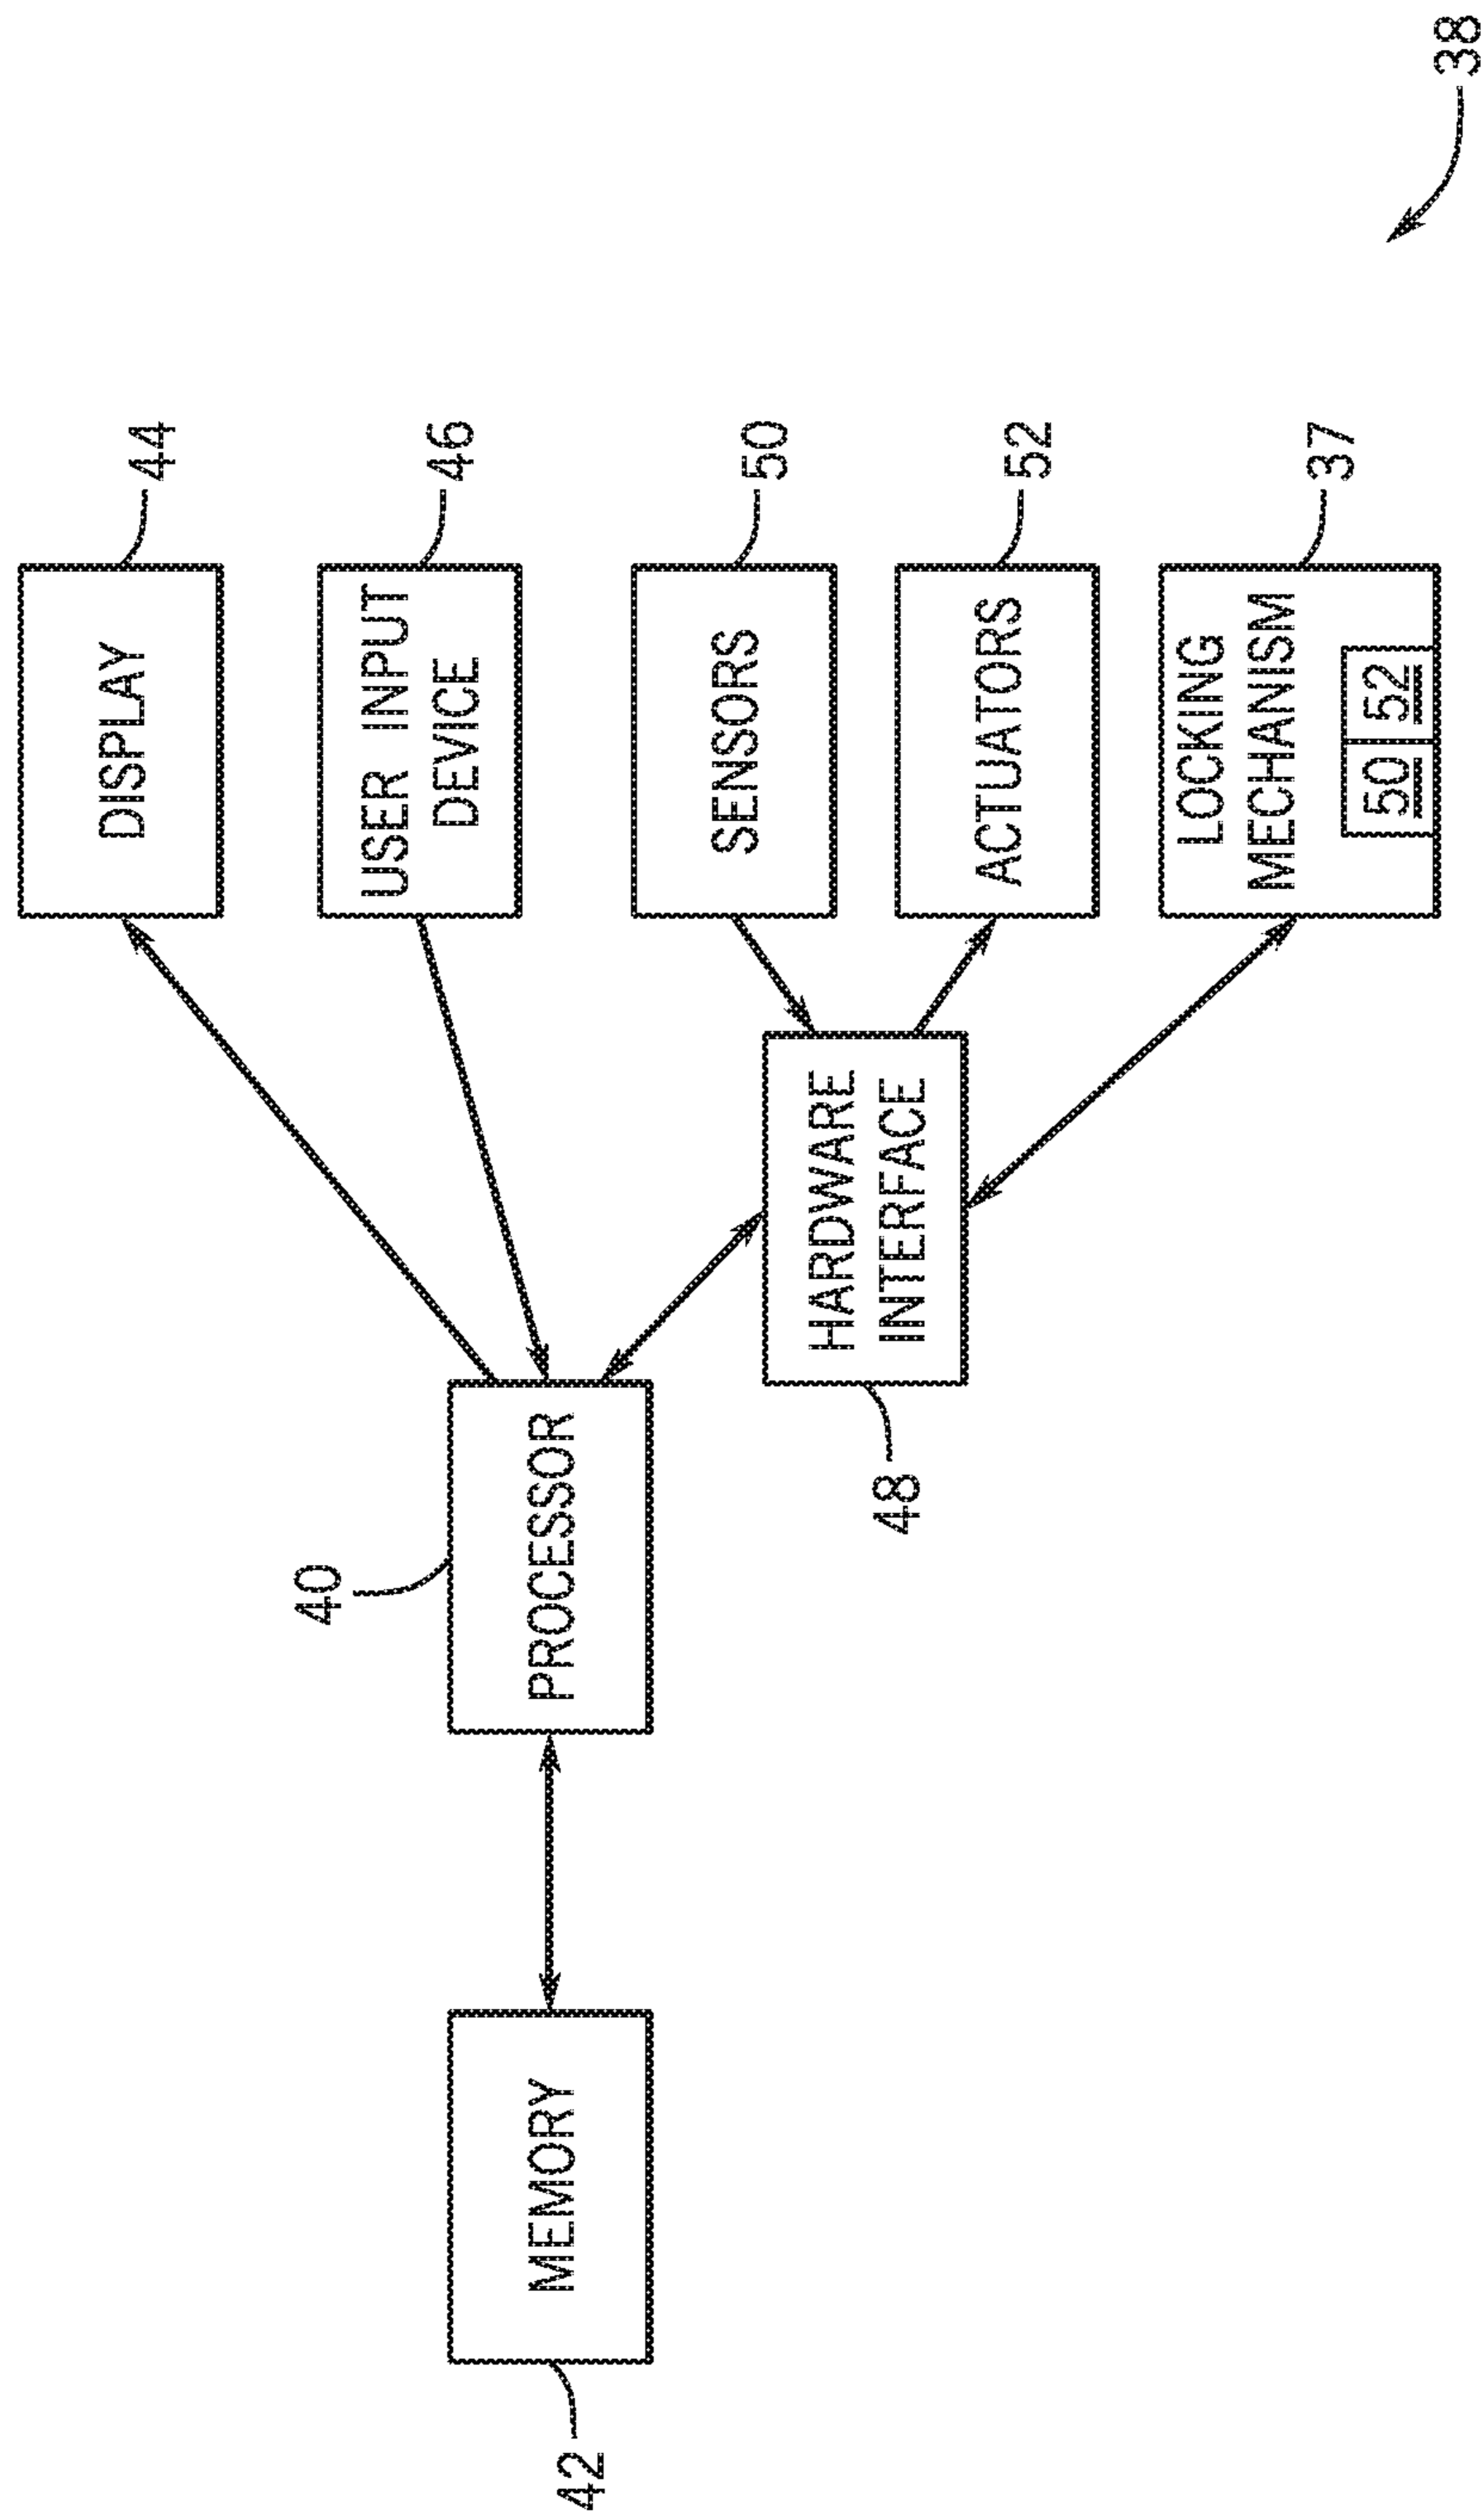 44
DISPLAY
46
USER INPUT
DEVICE
40
PROCESSOR
42
MEMORY
50
SENSORS
48
HARDWARE
INTERFACE
52
ACTUATORS
37
LOCKING
MECHANISM
50 52
38